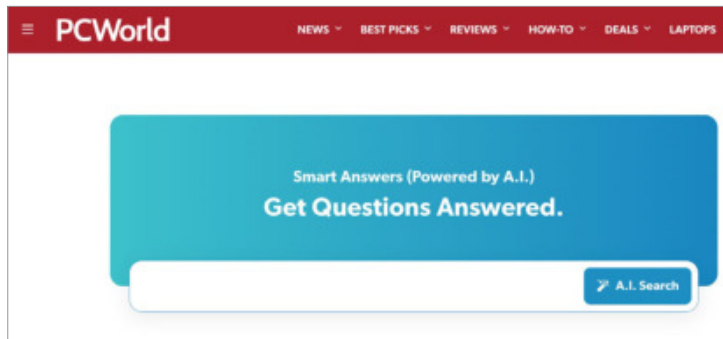 PCWorld NEWS BEST PICKS REVIEWS HOW-TO DEALS LAPTOPS
Smart Answers (Powered by A.I.)
Get Questions Answered.
A.I. Search